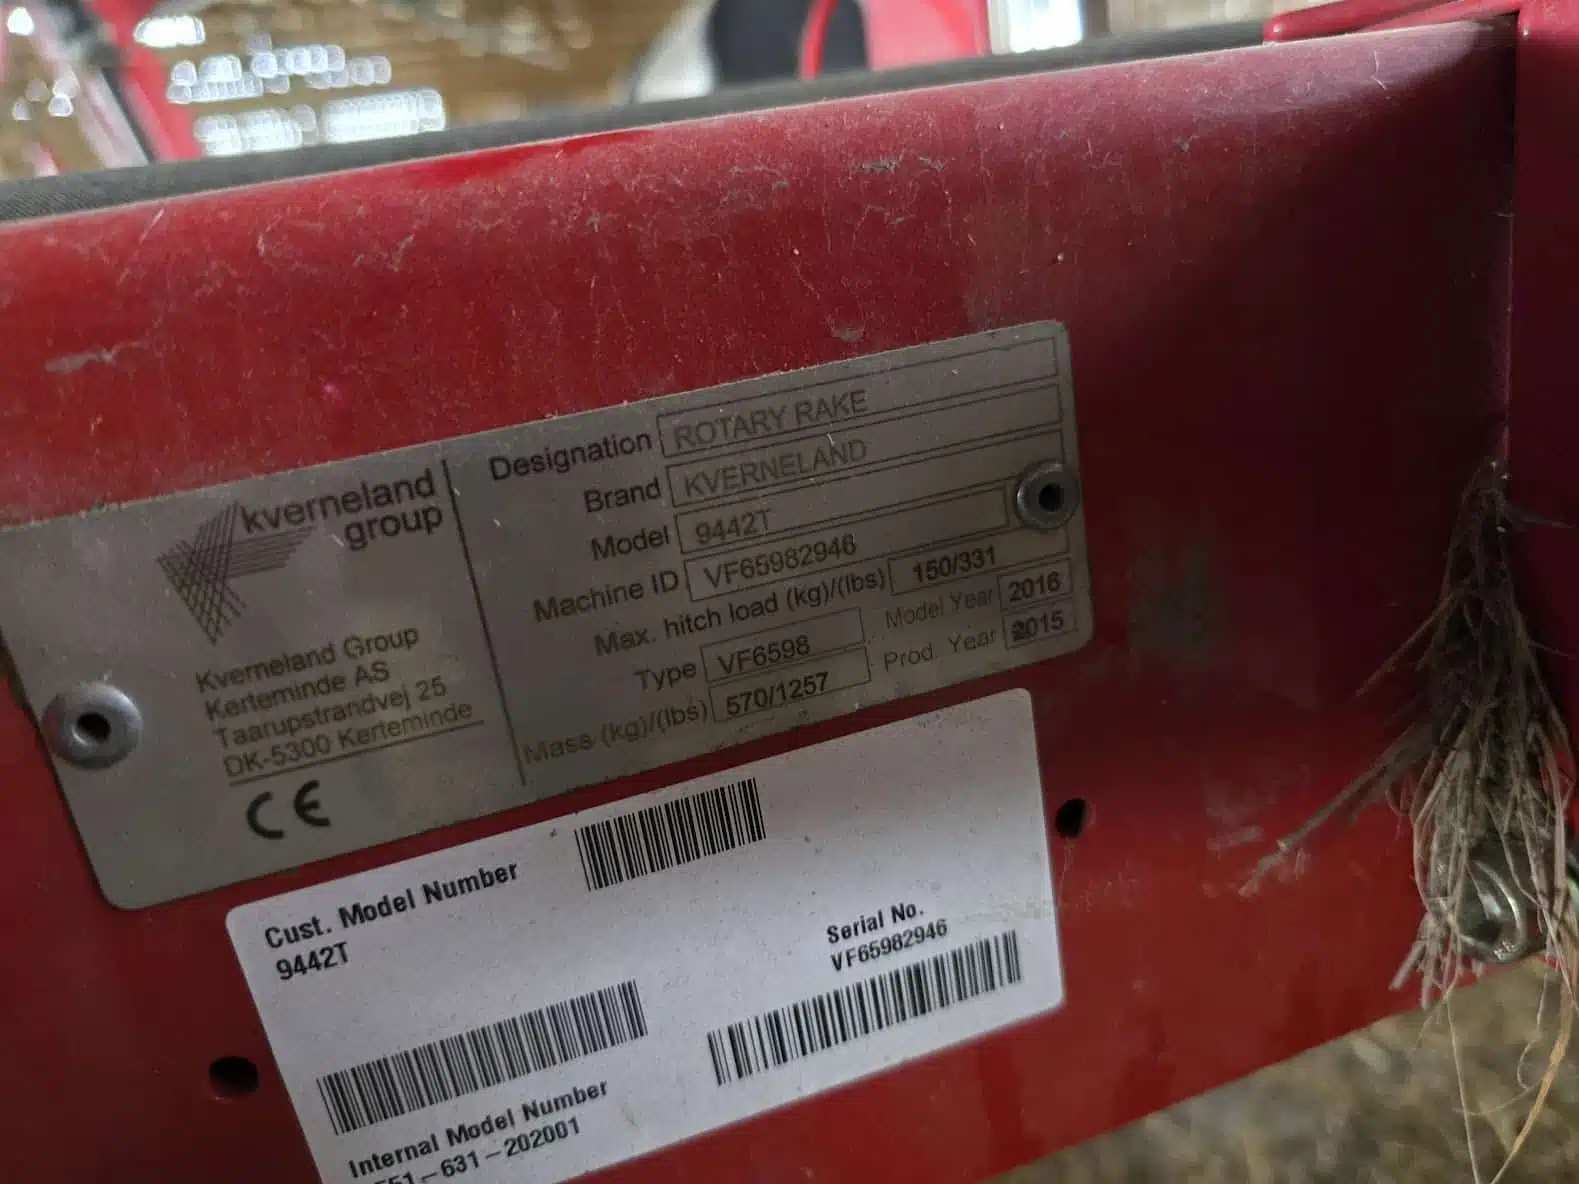 kverneland
group
Kverneland Group
Kerteminde AS
Taarupstrandvej 25
DK-5300 Kerteminde
CE
Designation ROTARY RAKE
Brand KVERNELAND
Model 9442T
Machine ID VF65982946
Max. hitch load (kg)/(lbs) 150/331
Type VF6598 Model Year 2016
Mass (kg)/(lbs) 570/1257 Prod. Year 2015
Cust. Model Number
9442T
Serial No.
VF65982946
Internal Model Number
-631-202001